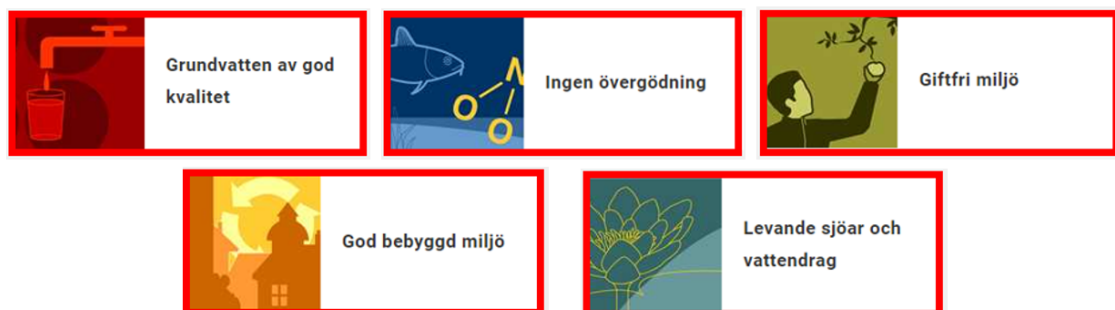 Grundvatten av god
kvalitet
Ingen övergödning
N
O
O
Giftfri miljö
God bebyggd miljö
Levande sjöar och
vattendrag